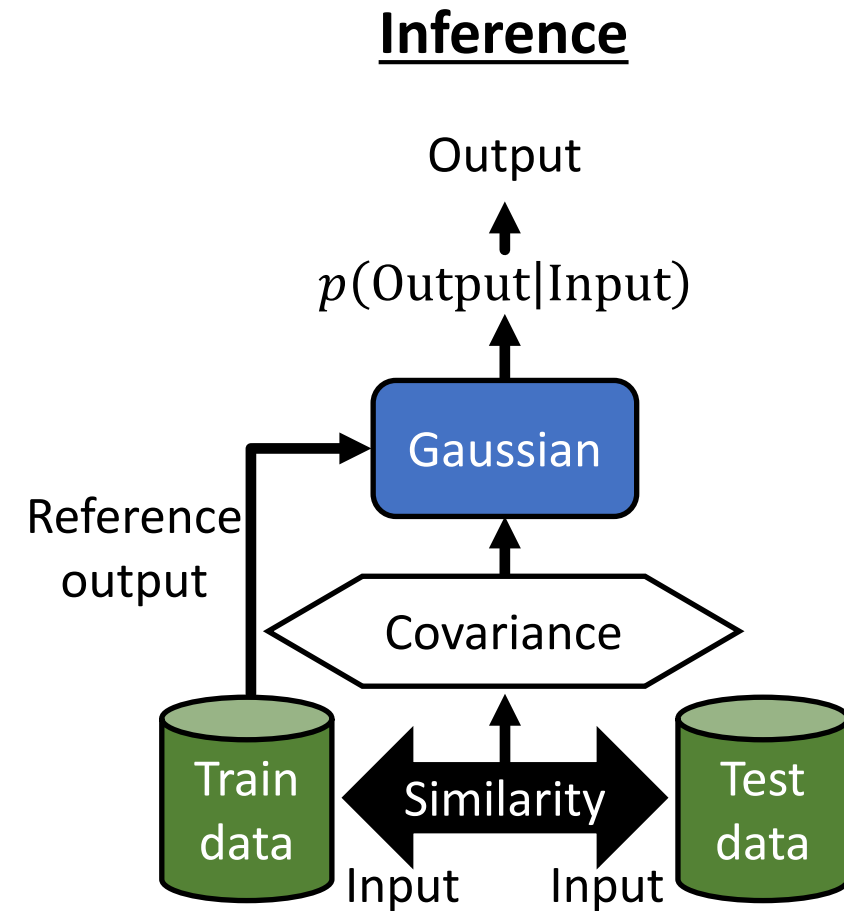 Inference
Output
p(Output|Input)
Gaussian
Reference
output
Covariance
Train
data
Similarity
Test
data
Input
Input